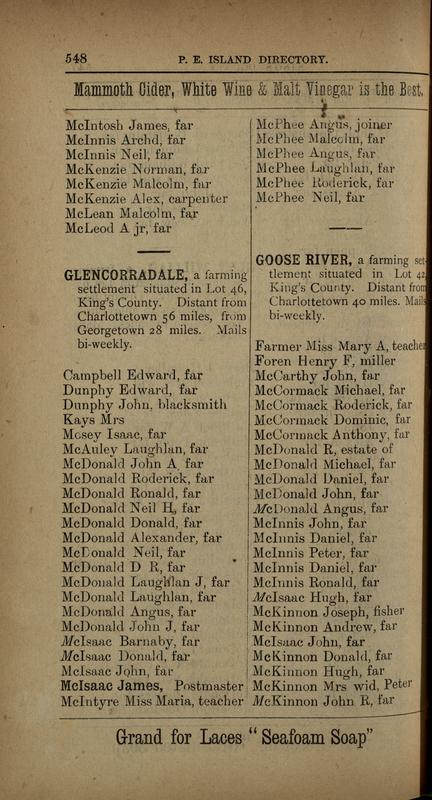 548
P. E. ISLAND DIRECTORY.
Mammoth Cider, White Wine & Malt Vinegar is the Best,
McIntosh James, far
McInnis Archd, far
McInnis Neil, far
McKenzie Norman, far
McKenzie Malcolm, far
McKenzie Alex, carpenter
McLean Malcolm, far
McLeod A jr, far
GLENCORRADALE, a farming
settlement situated in Lot 46,
King's County. Distant from
Charlottetown 56 miles, from
Georgetown 28 miles. Mails
bi-weekly.
Campbell Edward, far
Dunphy Edward, far
Dunphy John, blacksmith
Kays Mrs
Mosey Isaac, far
McAuley Laughlan, far
McDonald John A far
McDonald Roderick, far
McDonald Ronald, far
McDonald Neil H, far
McDonald Donald, far
McDonald Alexander, far
McDonald Neil, far
McDonald D R, far
McDonald Laughlan J, far
McDonald Laughlan, far
McDonald Angus, far
McDonald John J, far
McIsaac Barnaby, far
McIsaac Donald, far
McIsaac John, far
McIsaac James, Postmaster
McIntyre Miss Maria, teacher
McPhee Angus, joiner
McPhee Malcolm, far
McPhee Angus, far
McPhee Laughlan, far
McPhee Roderick, far
McPhee Neil, far
GOOSE RIVER, a farming set-
tlement situated in Lot 42,
King's County. Distant from
Charlottetown 40 miles. Mails
bi-weekly.
Farmer Miss Mary A, teacher
Foren Henry F, miller
McCarthy John, far
McCormack Michael, far
McCormack Roderick, far
McCormack Dominic, far
McCormack Anthony, far
McDonald R, estate of
McDonald Michael, far
McDonald Daniel, far
McDonald John, far
McDonald Angus, far
McInnis John, far
McInnis Daniel, far
McInnis Peter, far
McInnis Daniel, far
McInnis Ronald, far
McIsaac Hugh, far
McKinnon Joseph, fisher
McKinnon Andrew, far
McIsaac John, far
McKinnon Donald, far
McKinnon Hugh, far
McKinnon Mrs wid, Peter
McKinnon John R, far
Grand for Laces "Seafoam Soap"